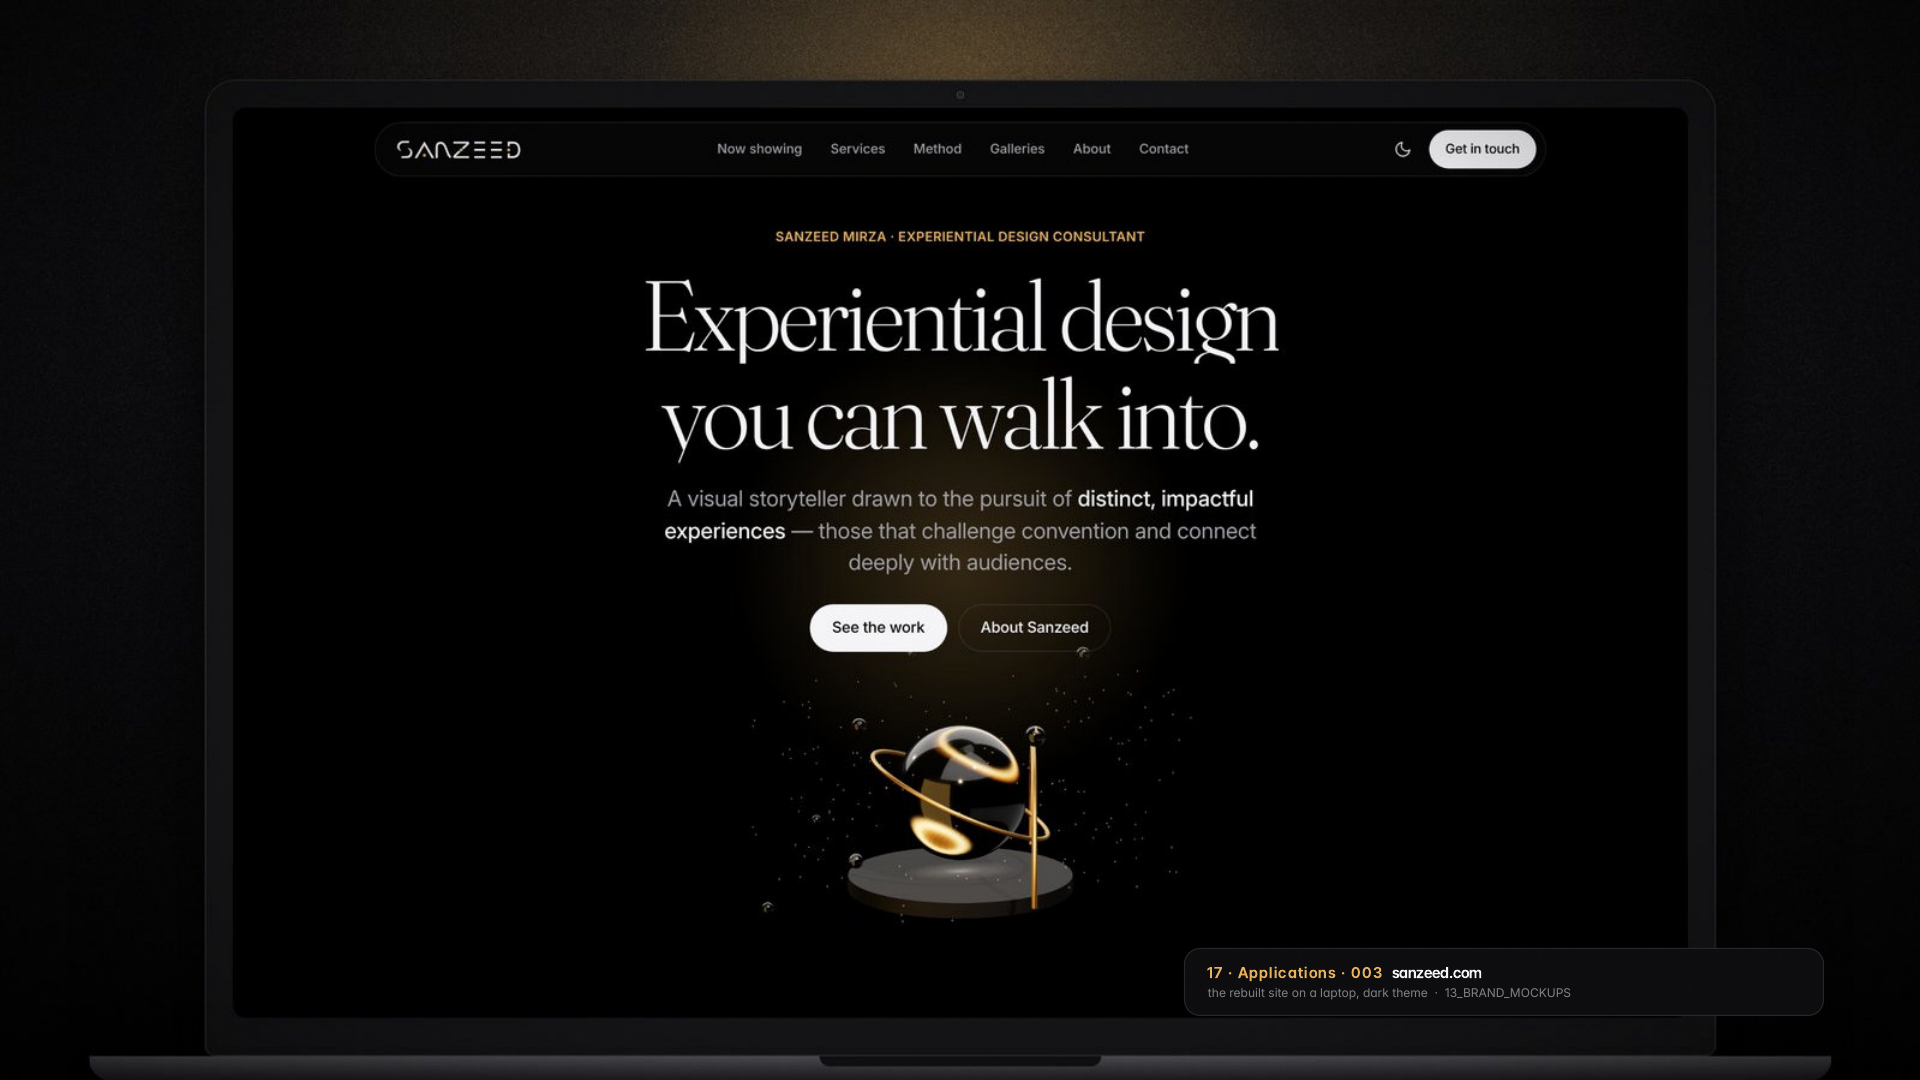 SANZEED
Now showing
Services
Method
Galleries
About
Contact
Get in touch
SANZEED MIRZA · EXPERIENTIAL DESIGN CONSULTANT
Experiential design
you can walk into.
A visual storyteller drawn to the pursuit of distinct, impactful
experiences — those that challenge convention and connect
deeply with audiences.
See the work
About Sanzeed
17 · Applications · 003 sanzeed.com
the rebuilt site on a laptop, dark theme · 13_BRAND_MOCKUPS